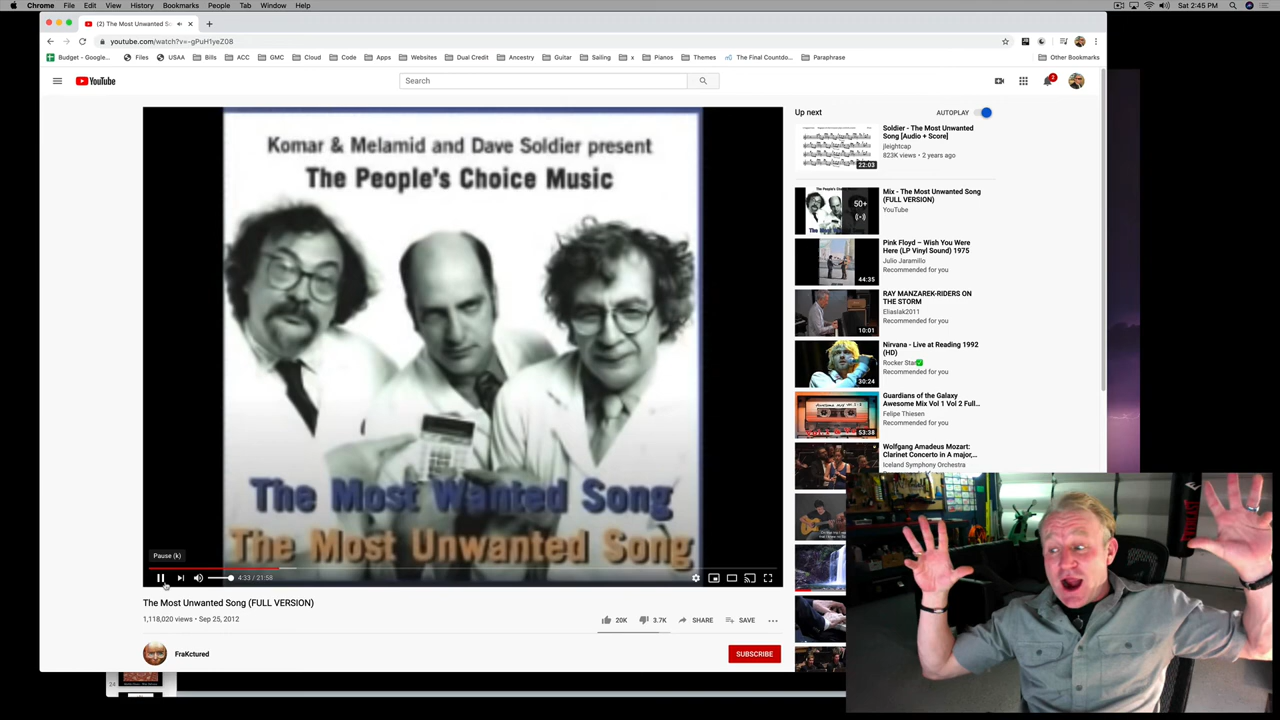 Chrome File Edit View History Bookmarks People Tab Window Help
Sat 2:45 PM
(2) The Most Unwanted So
youtube.com/watch?v=-gPuH1yeZ08
Budget - Google... Files USAA Bills ACC GMC Cloud Code Apps Websites Dual Credit Ancestry Guitar Sailing x Pianos Themes The Final Countdo... Paraphrase Other Bookmarks
YouTube
Search
2
Komar & Melamid and Dave Soldier present
The People's Choice Music
The Most Wanted Song
The Most Unwanted Song
Pause (k)
4:33 / 21:58
The Most Unwanted Song (FULL VERSION)
1,118,020 views • Sep 25, 2012
20K 3.7K SHARE SAVE
FraKctured
SUBSCRIBE
Up next
AUTOPLAY
Soldier - The Most Unwanted
Song [Audio + Score]
jleightcap
823K views • 2 years ago
22:03
The People's Choice Music
50+
Mix - The Most Unwanted Song
(FULL VERSION)
YouTube
Pink Floyd – Wish You Were
Here (LP Vinyl Sound) 1975
Julio Jaramillo
Recommended for you
44:35
RAY MANZAREK-RIDERS ON
THE STORM
Eliaslak2011
Recommended for you
10:01
Nirvana - Live at Reading 1992
(HD)
Rocker Star✅
Recommended for you
30:24
Guardians of the Galaxy
Awesome Mix Vol 1 Vol 2 Full...
Felipe Thiesen
Recommended for you
53:38
Wolfgang Amadeus Mozart:
Clarinet Concerto in A major,...
Iceland Symphony Orchestra
24